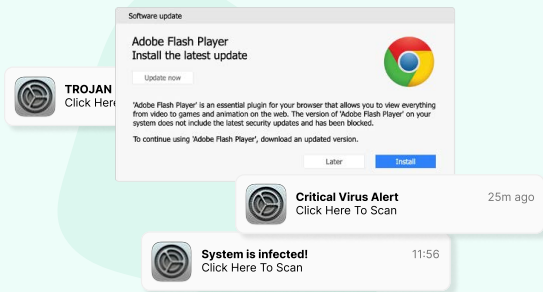 Software update
Adobe Flash Player
Install the latest update
Update now
TROJAN
Click Here
'Adobe Flash Player' is an essential plugin for your browser that allows you to view everything
from video to games and animation on the web. The version of 'Adobe Flash Player' on your
system does not include the latest security updates and has been blocked.
To continue using 'Adobe Flash Player', download an updated version.
Later Install
Critical Virus Alert 25m ago
Click Here To Scan
System is infected! 11:56
Click Here To Scan